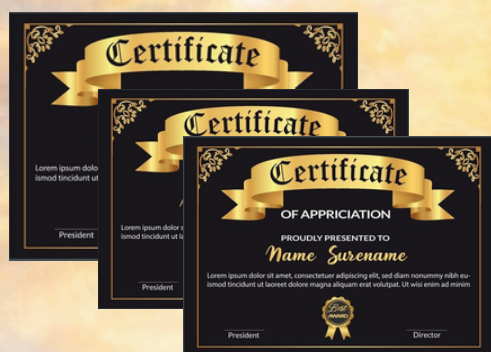 Certificate
Lorem ipsum dolo
ismod tincidunt ut
President
Certificate
Lorem ipsum dolor s
ismod tincidunt ut la
President
Certificate
OF APPRICIATION
PROUDLY PRESENTED TO
Name Surename
Lorem ipsum dolor sit amet, consectetuer adipiscing elit, sed diam nonummy nibh eu-
ismod tincidunt ut laoreet dolore magna aliquam erat volutpat. Ut wisi enim ad minim
Best
AWARD
President Director